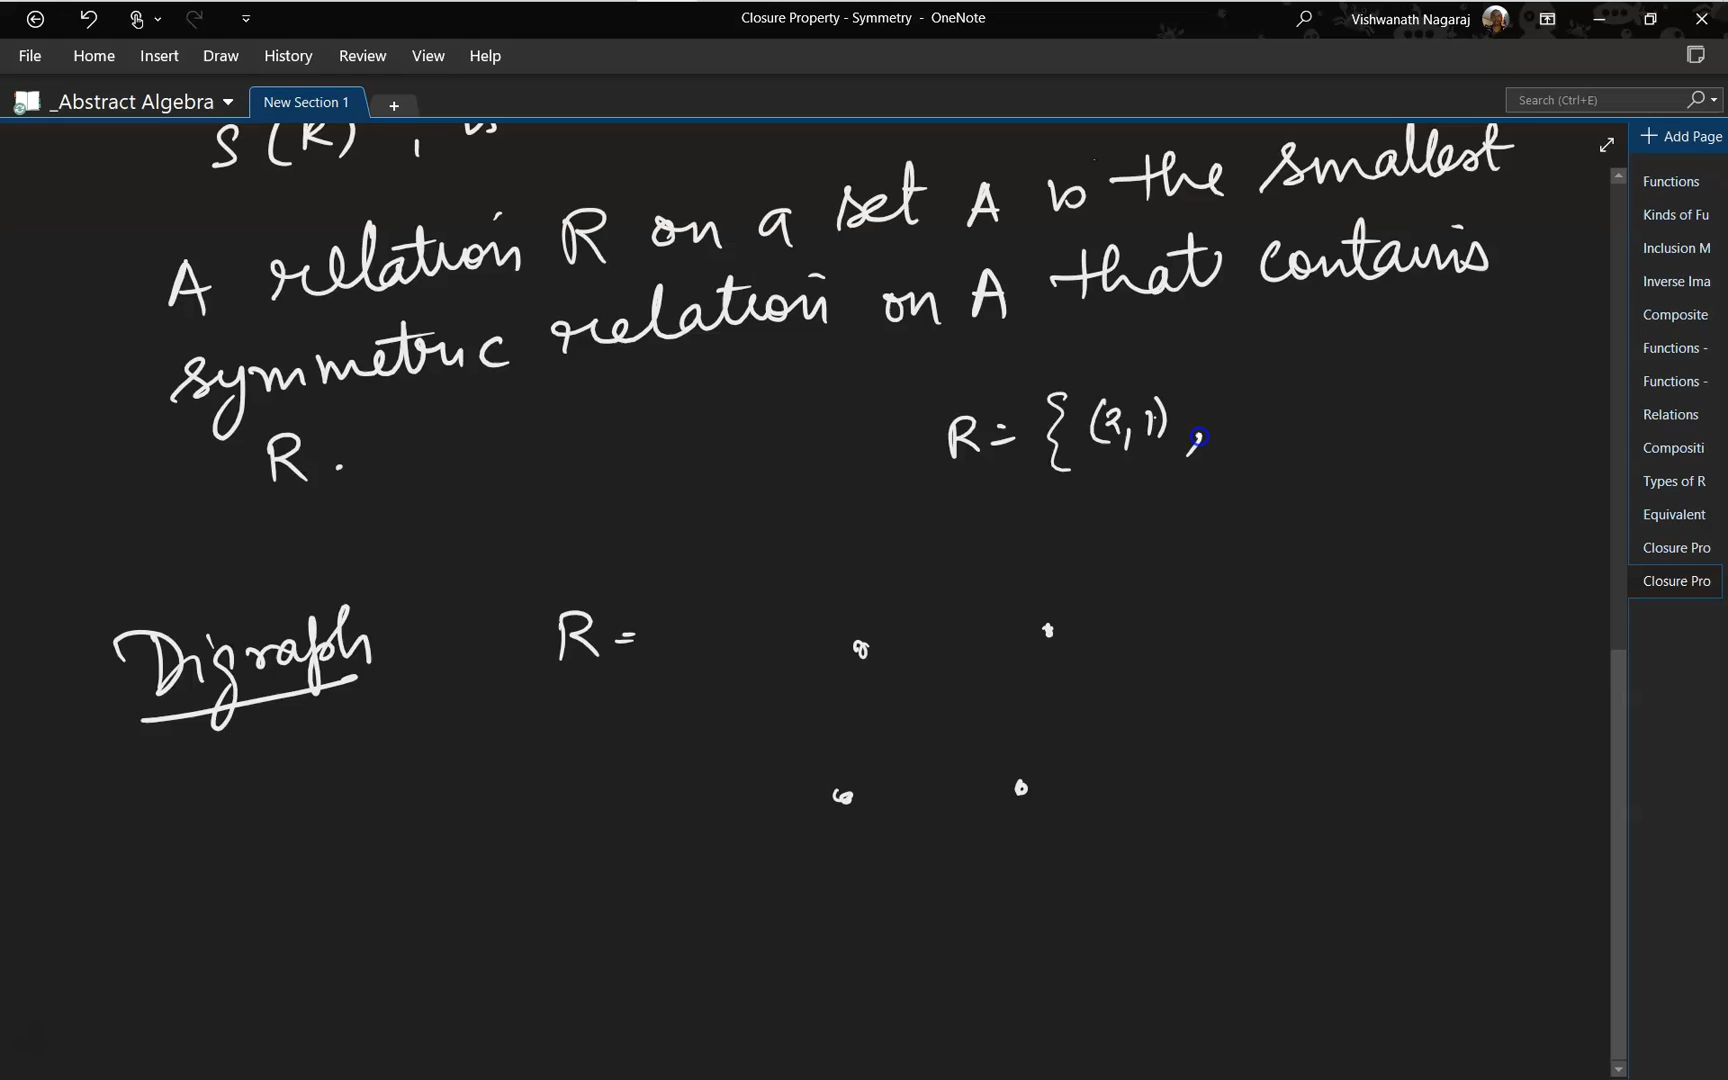 Closure Property - Symmetry - OneNote
Vishwanath Nagaraj
File Home Insert Draw History Review View Help
_Abstract Algebra
New Section 1
+
Search (Ctrl+E)
Add Page
Functions
Kinds of Fu
Inclusion M
Inverse Ima
Composite
Functions -
Functions -
Relations
Compositi
Types of R
Equivalent
Closure Pro
Closure Pro
S(R), is
A relation R on a set A is the smallest
symmetric relation on A that contains
R.
R = { (2, 1),
Digraph R =